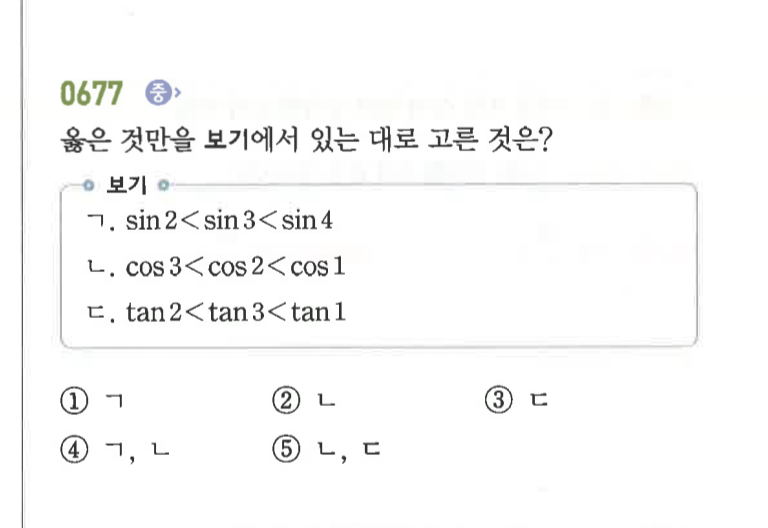 0677 중
옳은 것만을 보기에서 있는 대로 고른 것은?
보기
ㄱ. sin 2<sin 3<sin 4
ㄴ. cos 3<cos 2<cos 1
ㄷ. tan 2<tan 3<tan 1
① ㄱ ② ㄴ ③ ㄷ
④ ㄱ, ㄴ ⑤ ㄴ, ㄷ